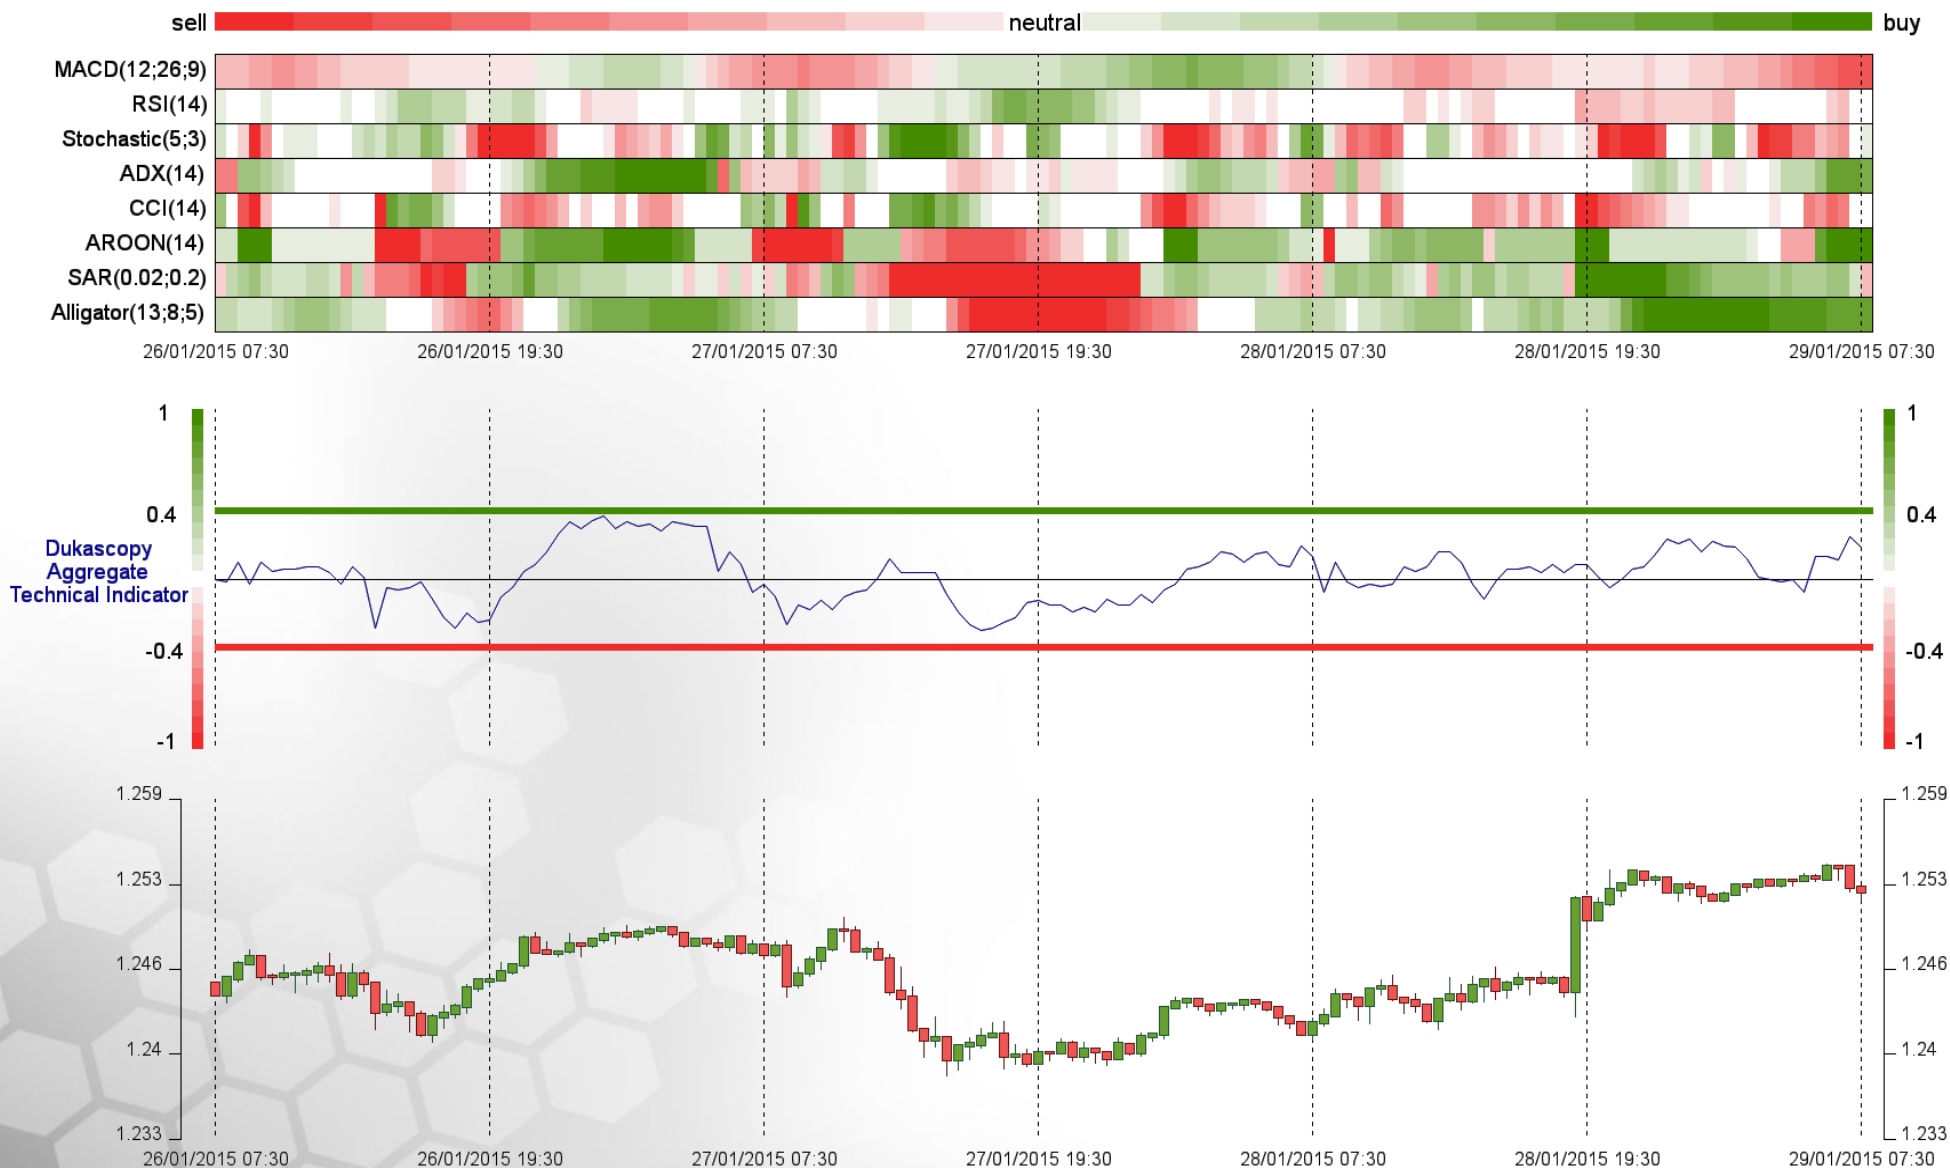 sell neutral buy
MACD(12;26;9)
RSI(14)
Stochastic(5;3)
ADX(14)
CCI(14)
AROON(14)
SAR(0.02;0.2)
Alligator(13;8;5)
26/01/2015 07:30 26/01/2015 19:30 27/01/2015 07:30 27/01/2015 19:30 28/01/2015 07:30 28/01/2015 19:30 29/01/2015 07:30
1 1
0.4 0.4
Dukascopy
Aggregate
Technical Indicator
-0.4 -0.4
-1 -1
1.259 1.259
1.253 1.253
1.246 1.246
1.24 1.24
1.233 1.233
26/01/2015 07:30 26/01/2015 19:30 27/01/2015 07:30 27/01/2015 19:30 28/01/2015 07:30 28/01/2015 19:30 29/01/2015 07:30